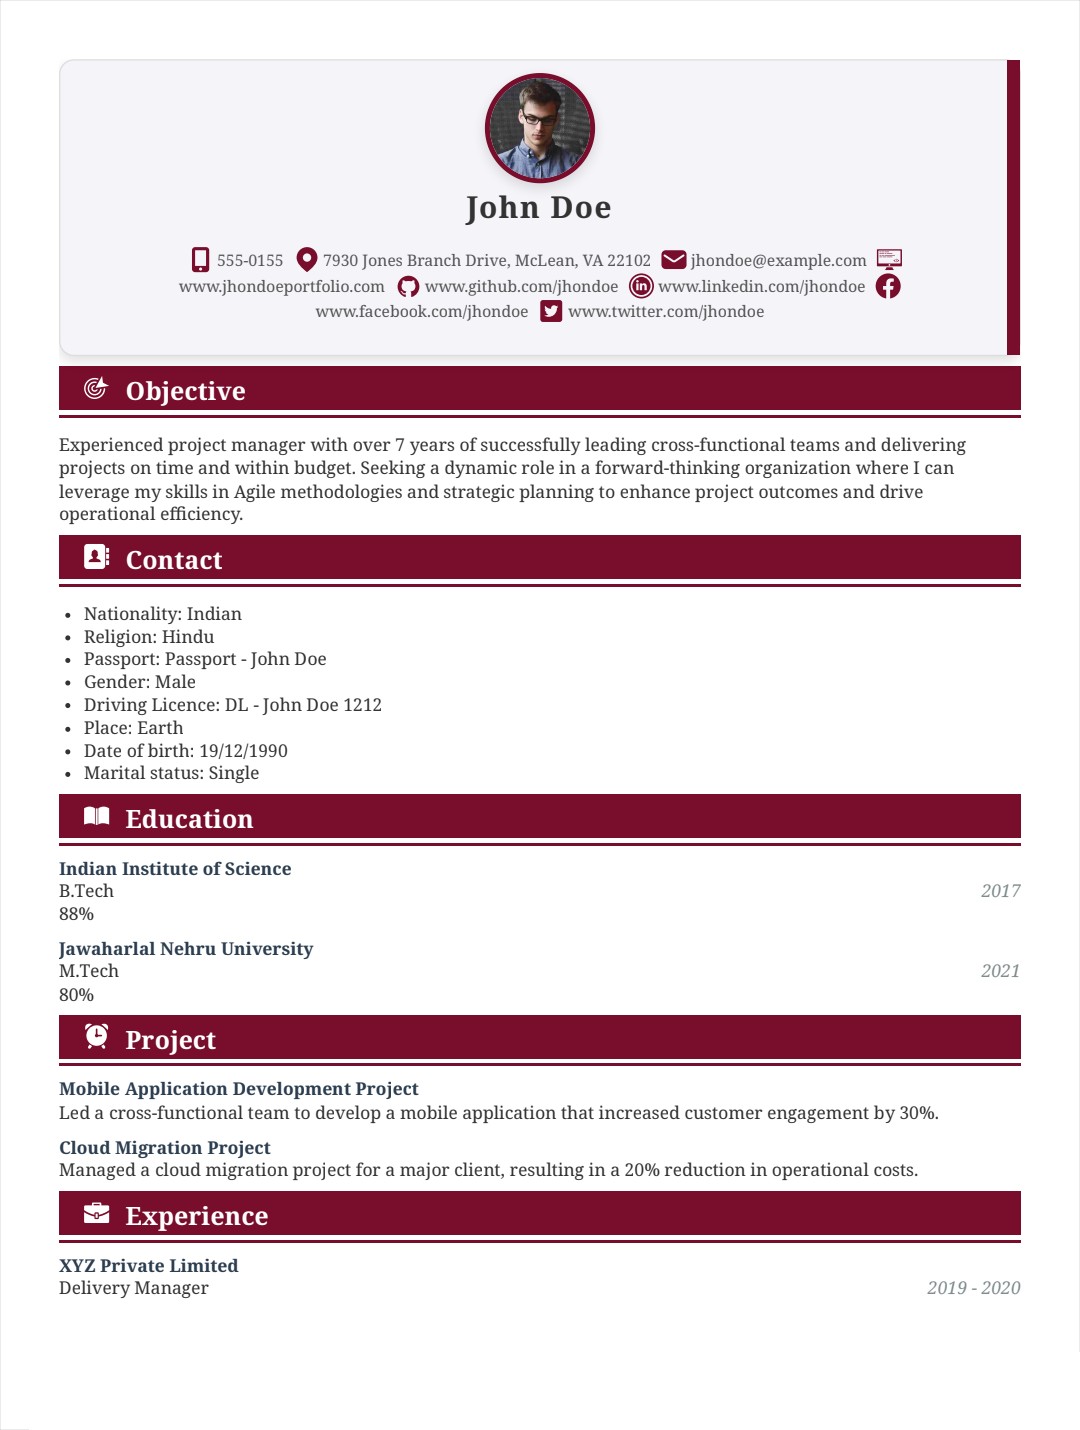 John Doe
555-0155 7930 Jones Branch Drive, McLean, VA 22102 jhondoe@example.com
www.jhondoeportfolio.com www.github.com/jhondoe www.linkedin.com/jhondoe
www.facebook.com/jhondoe www.twitter.com/jhondoe
Objective
Experienced project manager with over 7 years of successfully leading cross-functional teams and delivering
projects on time and within budget. Seeking a dynamic role in a forward-thinking organization where I can
leverage my skills in Agile methodologies and strategic planning to enhance project outcomes and drive
operational efficiency.
Contact
• Nationality: Indian
• Religion: Hindu
• Passport: Passport - John Doe
• Gender: Male
• Driving Licence: DL - John Doe 1212
• Place: Earth
• Date of birth: 19/12/1990
• Marital status: Single
Education
Indian Institute of Science
B.Tech 2017
88%
Jawaharlal Nehru University
M.Tech 2021
80%
Project
Mobile Application Development Project
Led a cross-functional team to develop a mobile application that increased customer engagement by 30%.
Cloud Migration Project
Managed a cloud migration project for a major client, resulting in a 20% reduction in operational costs.
Experience
XYZ Private Limited
Delivery Manager 2019 - 2020